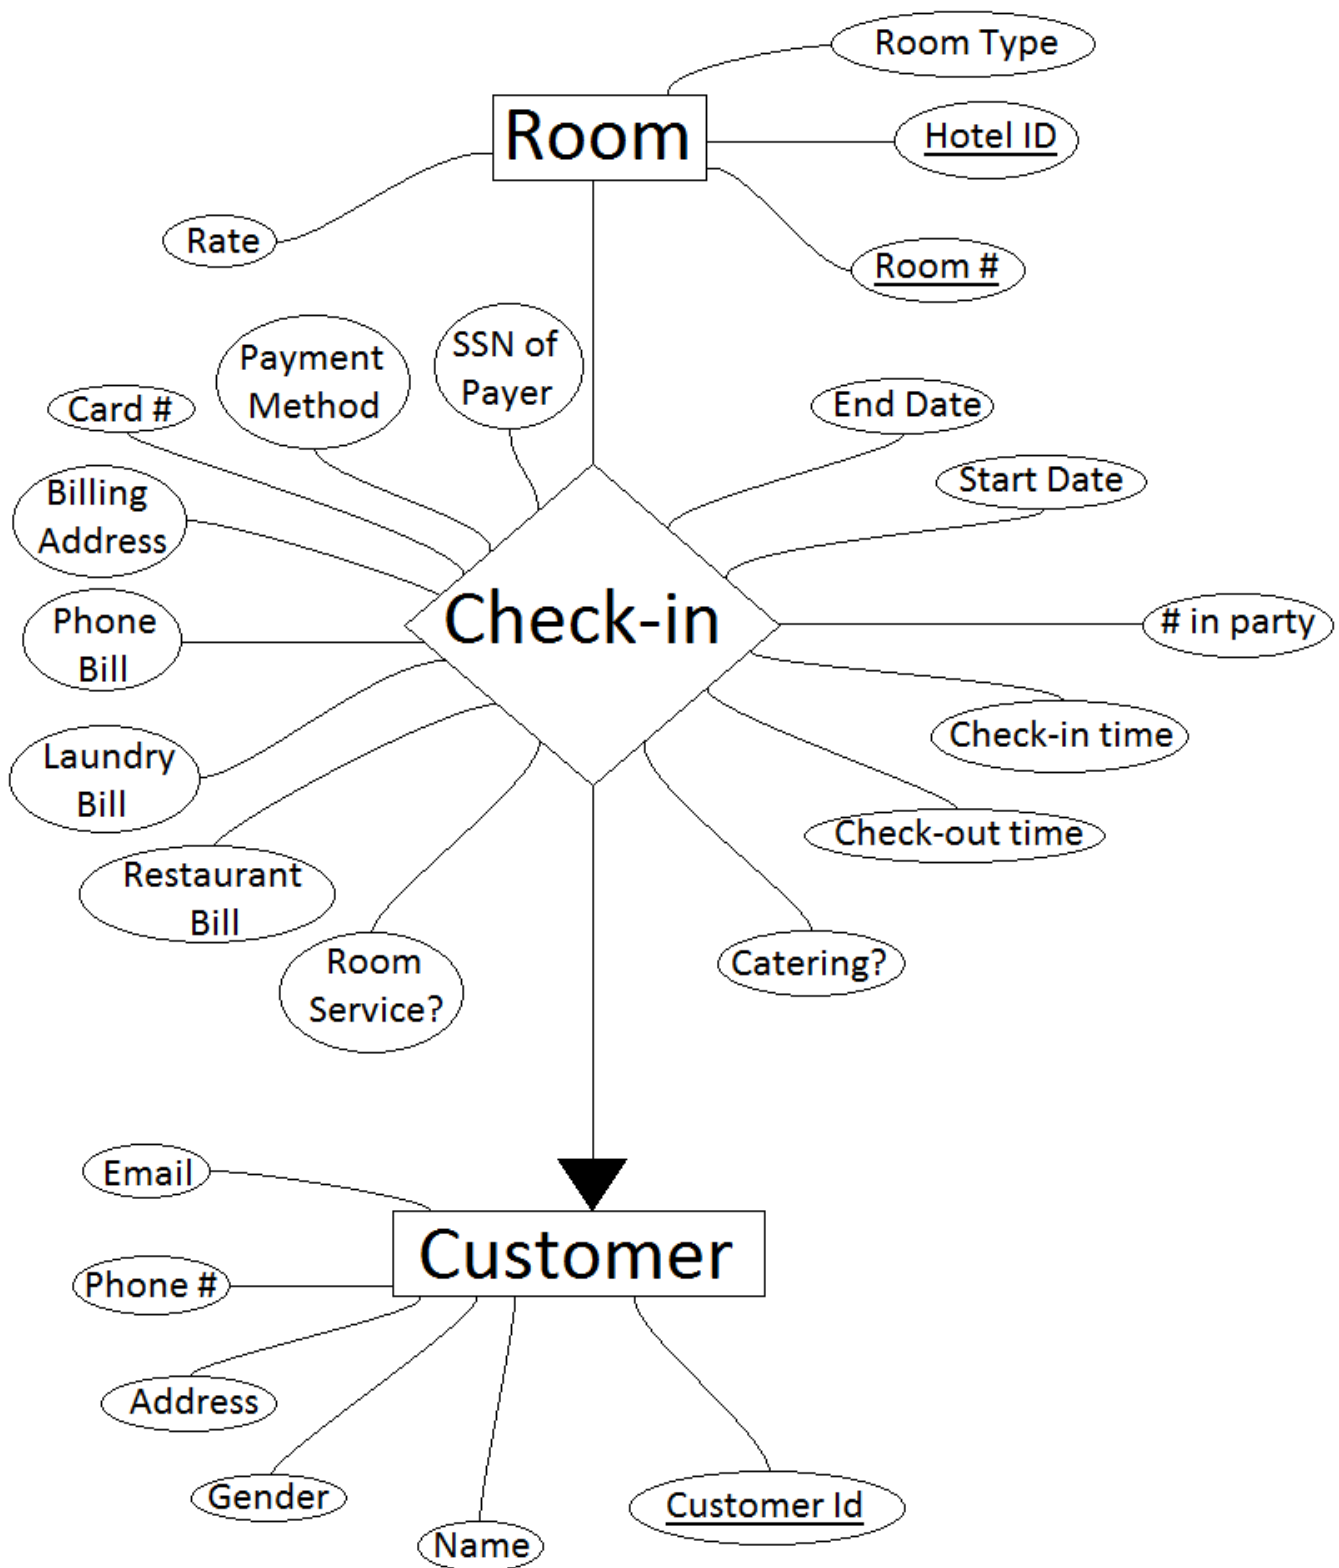 Room Type
Room
Hotel ID
Rate
Room #
SSN of
Payer
Payment
Method
Card #
End Date
Billing
Address
Start Date
Check-in
Phone
Bill
# in party
Laundry
Bill
Check-in time
Restaurant
Bill
Check-out time
Room
Service?
Catering?
Email
Customer
Phone #
Address
Gender
Name
Customer Id